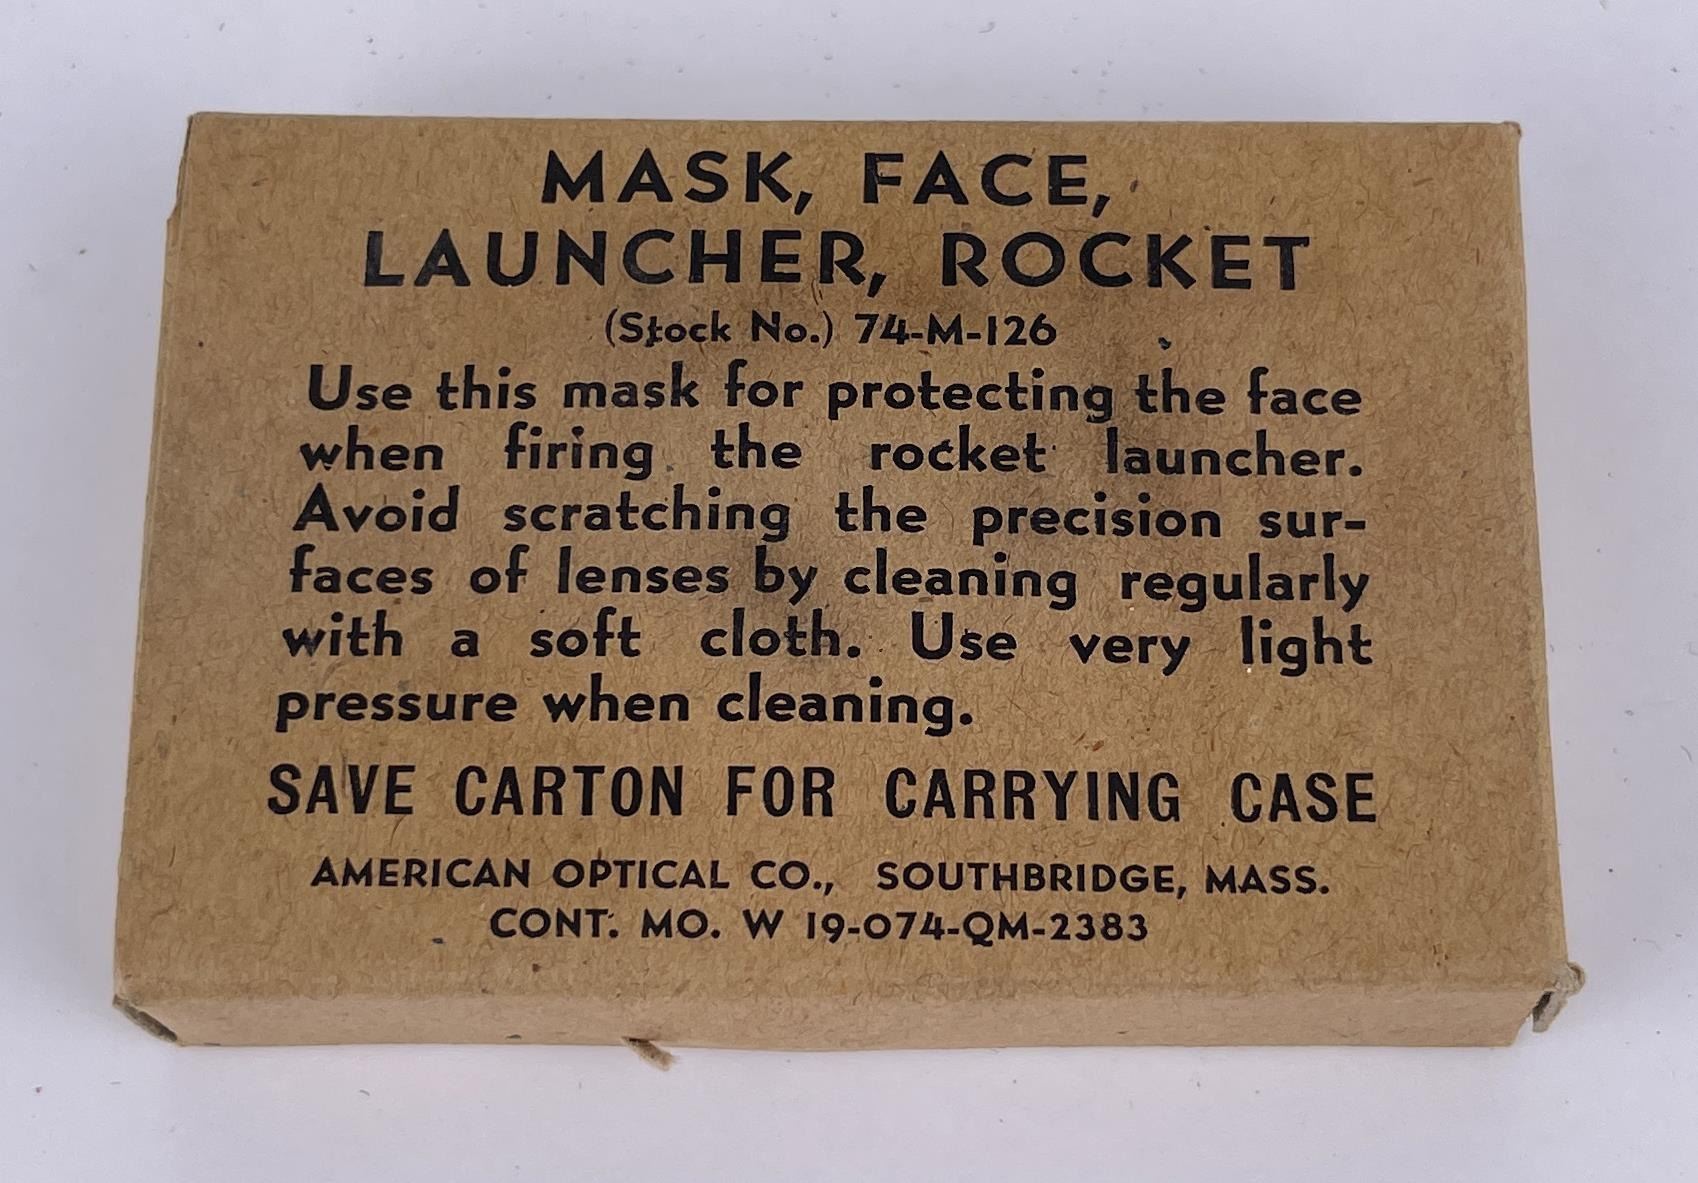 MASK, FACE,
LAUNCHER, ROCKET
(Stock No.) 74-M-126
Use this mask for protecting the face
when firing the rocket launcher.
Avoid scratching the precision sur-
faces of lenses by cleaning regularly
with a soft cloth. Use very light
pressure when cleaning.
SAVE CARTON FOR CARRYING CASE
AMERICAN OPTICAL CO., SOUTHBRIDGE, MASS.
CONT. MO. W 19-074-QM-2383